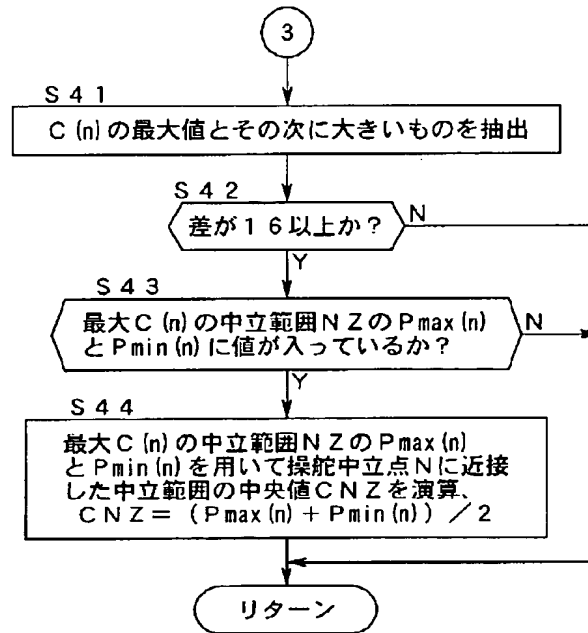 3
S41
C(n)の最大値とその次に大きいものを抽出
S42
差が16以上か?
N
Y
S43
最大C(n)の中立範囲NZのPmax(n)
とPmin(n)に値が入っているか?
N
Y
S44
最大C(n)の中立範囲NZのPmax(n)
とPmin(n)を用いて操舵中立点Nに近接
した中立範囲の中央値CNZを演算、
CNZ=(Pmax(n)+Pmin(n))/2
リターン